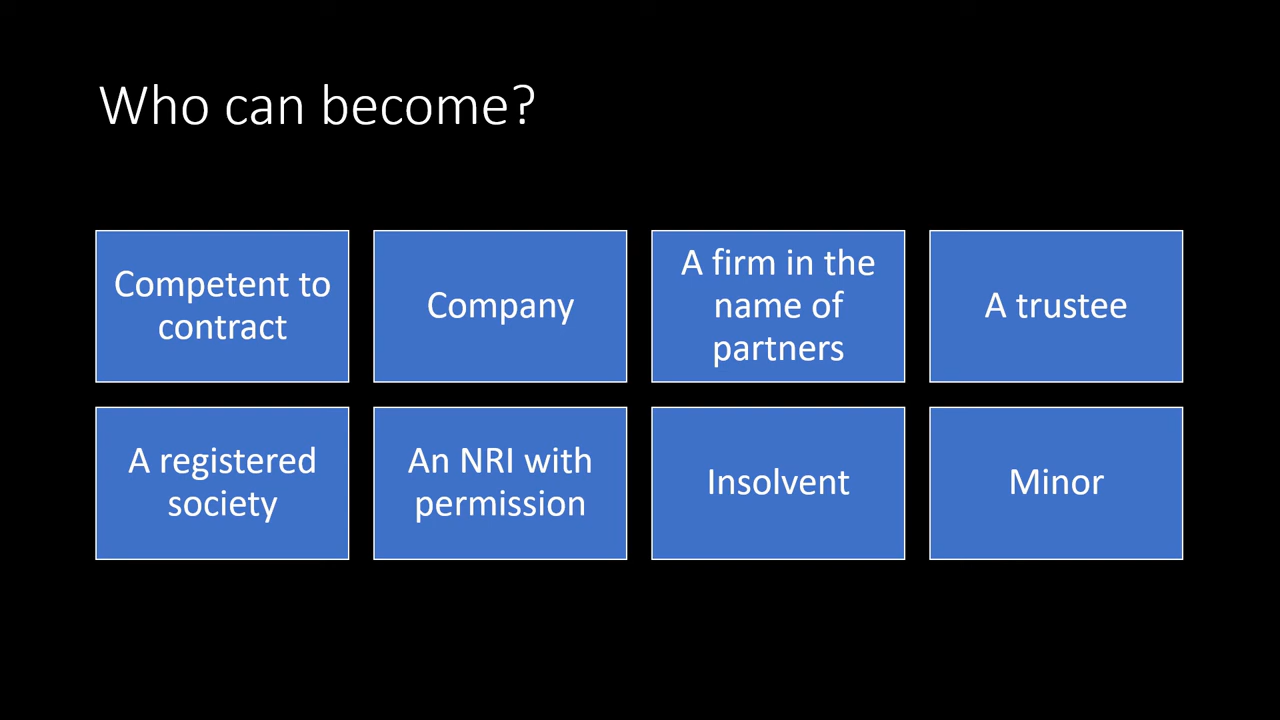 Who can become?
Competent to
contract
Company
A firm in the
name of
partners
A trustee
A registered
society
An NRI with
permission
Insolvent
Minor